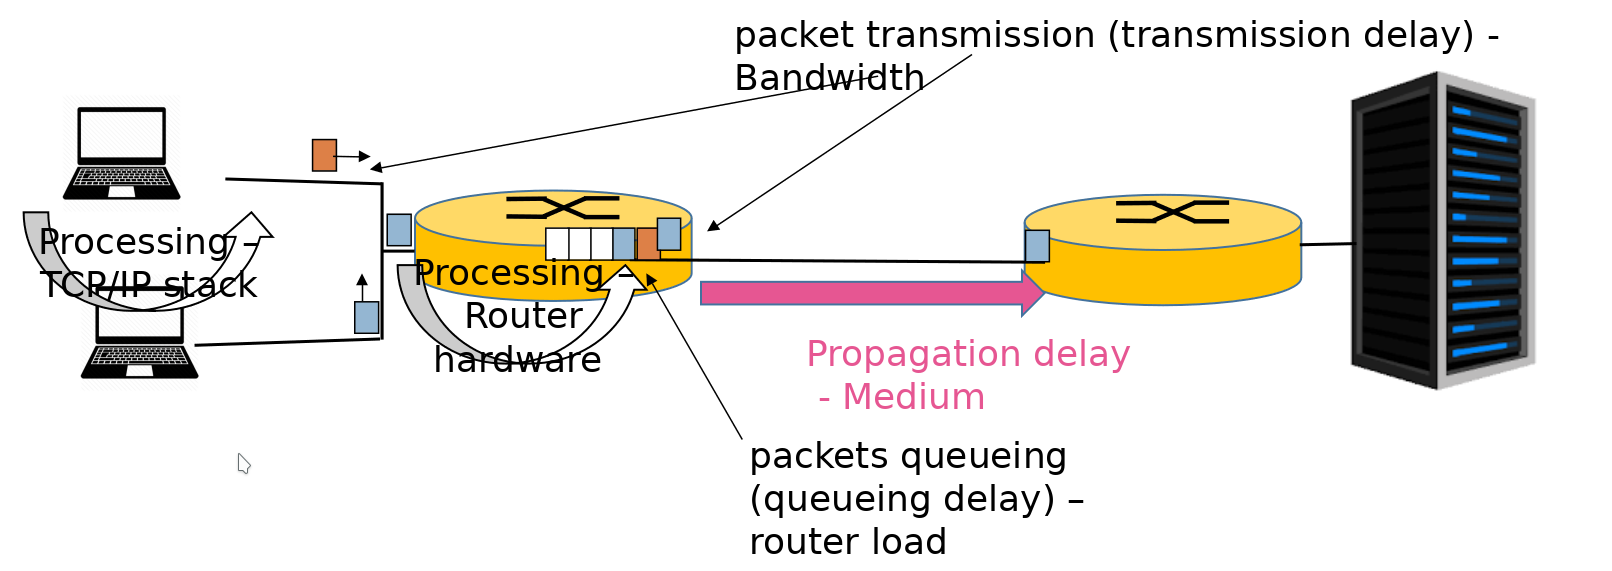 packet transmission (transmission delay) -
Bandwidth
Processing –
TCP/IP stack
Processing –
Router
hardware
Propagation delay
- Medium
packets queueing
(queueing delay) –
router load